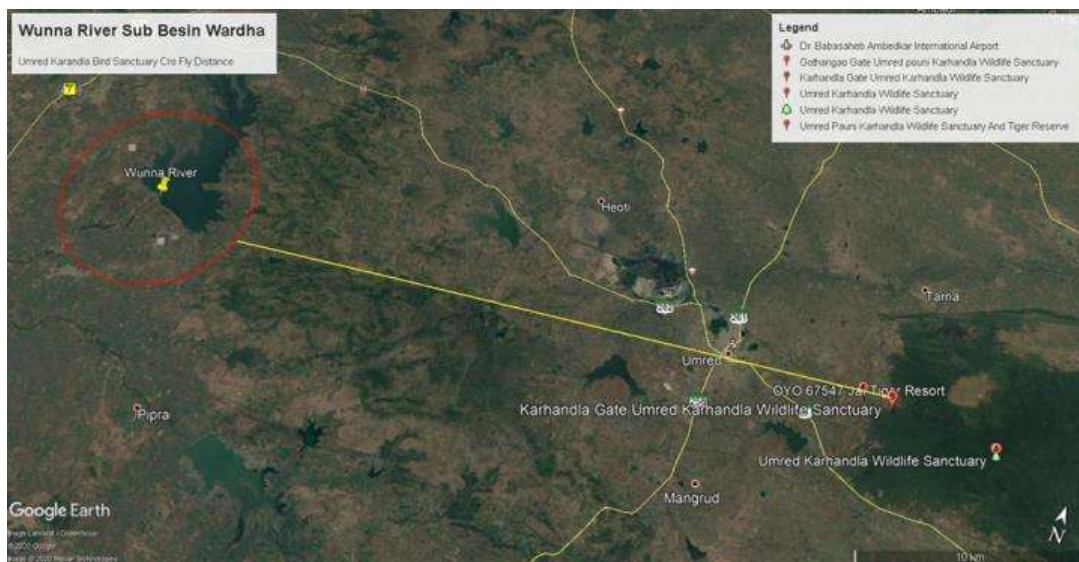 Wunna River Sub Besin Wardha
Umred Karandla Bird Sanctuary Cro Fly Distance
Legend
Dr. Babasaheb Ambedkar International Airport
Gothangao Gate Umred pouni Karhandla Wildlife Sanctuary
Karhandla Gate Umred Karhandla Wildlife Sanctuary
Umred Karhandla Wildlife Sanctuary
Umred Karhandla Wildlife Sanctuary
Umred Pauni Karhandla Wildlife Sanctuary And Tiger Reserve
Wunna River
Heoti
Tarna
Umred
OYO 67547 Jai Tiger Resort
Karhandla Gate Umred Karhandla Wildlife Sanctuary
Pipra
Umred Karhandla Wildlife Sanctuary
Mangrud
Google Earth
N
10 km